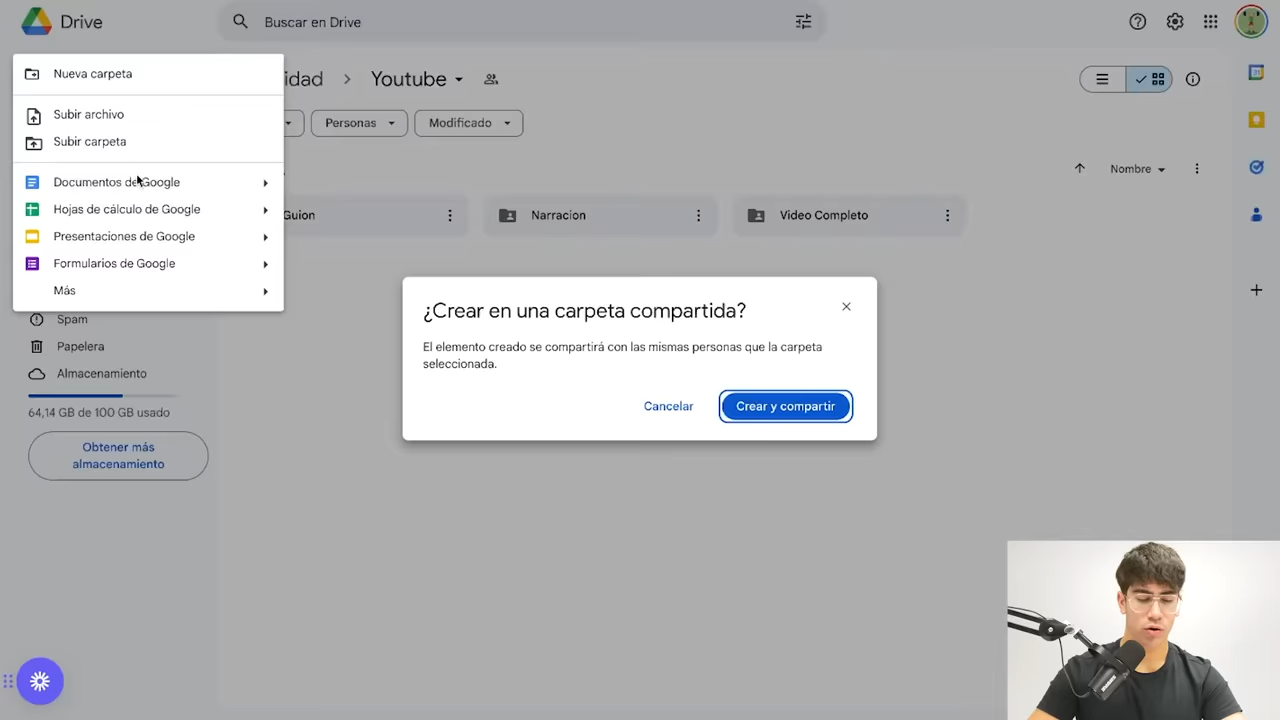 Drive
Buscar en Drive
Nueva carpeta
Subir archivo
Subir carpeta
Documentos de Google
Hojas de cálculo de Google
Presentaciones de Google
Formularios de Google
Más
Spam
Papelera
Almacenamiento
64,14 GB de 100 GB usado
Obtener más
almacenamiento
idad > Youtube
Personas
Modificado
Nombre
Guion
Narracion
Video Completo
¿Crear en una carpeta compartida?
El elemento creado se compartirá con las mismas personas que la carpeta
seleccionada.
Cancelar
Crear y compartir